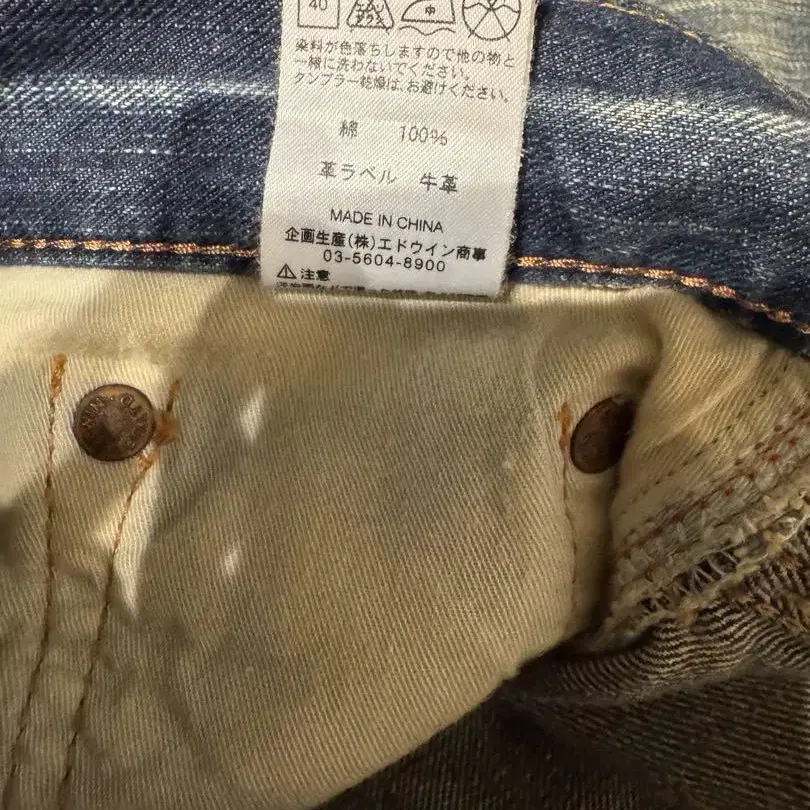 40
中
染料が色落ちしますので他の物と
一緒に洗わないでください。
タンブラー乾燥は、お避けください。
綿 100%
革ラベル 牛革
MADE IN CHINA
企画生産(株)エドウイン商事
03-5604-8900
⚠ 注意